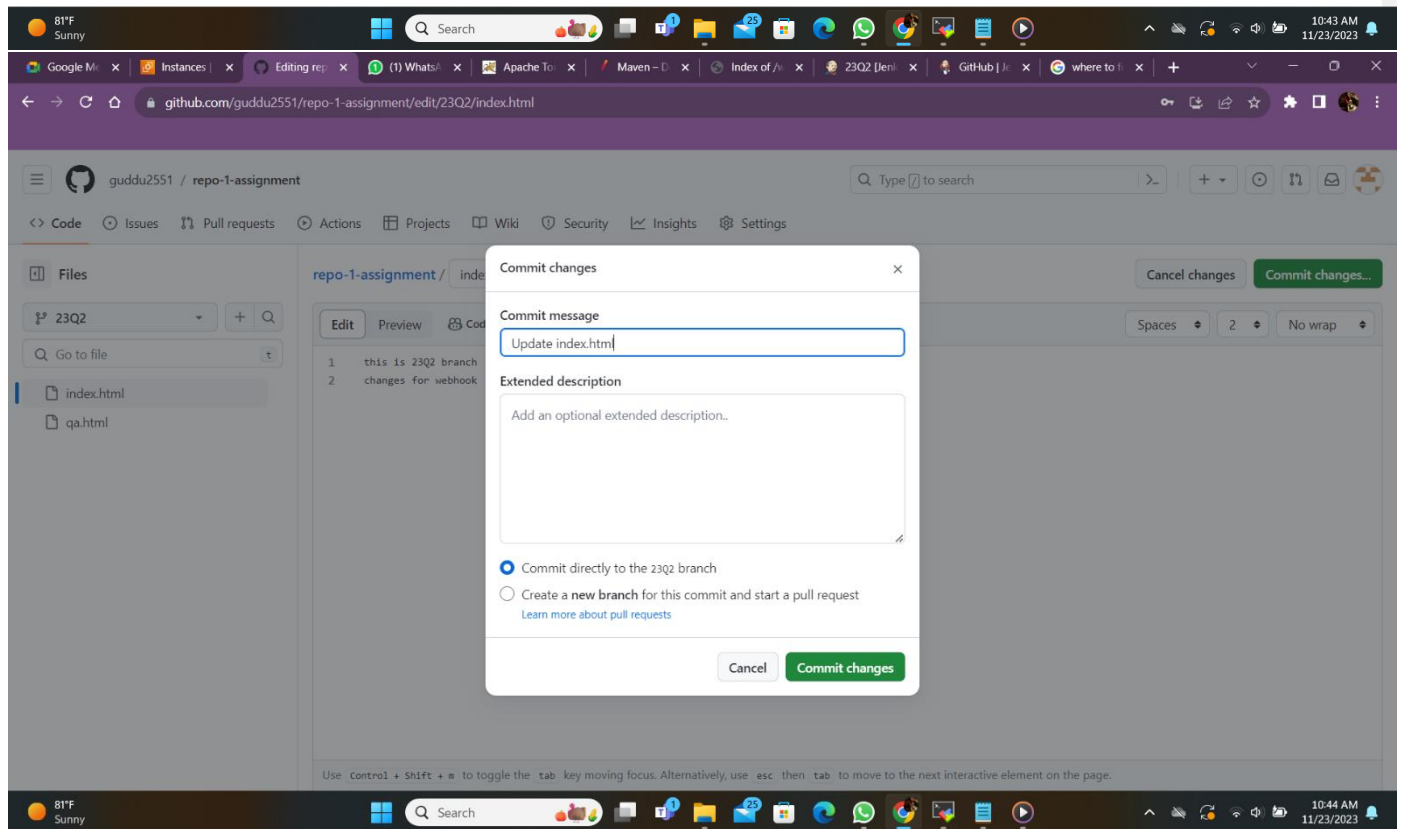 81°F
Sunny
Search
1
25
10:43 AM
11/23/2023
Google Me
Instances |
Editing rep
(1) WhatsA
Apache To
Maven – D
Index of /w
23Q2 [Jenk
GitHub | Je
where to fi
github.com/guddu2551/repo-1-assignment/edit/23Q2/index.html
guddu2551 / repo-1-assignment
Type / to search
Code
Issues
Pull requests
Actions
Projects
Wiki
Security
Insights
Settings
Files
repo-1-assignment / inde
Cancel changes
Commit changes...
23Q2
Edit
Preview
Cod
Spaces
2
No wrap
Go to file
t
1 this is 23Q2 branch
2 changes for webhook
index.html
qa.html
Commit changes
Commit message
Update index.html
Extended description
Add an optional extended description..
Commit directly to the 23Q2 branch
Create a new branch for this commit and start a pull request
Learn more about pull requests
Cancel
Commit changes
Use Control + Shift + m to toggle the tab key moving focus. Alternatively, use esc then tab to move to the next interactive element on the page.
81°F
Sunny
Search
1
25
10:44 AM
11/23/2023